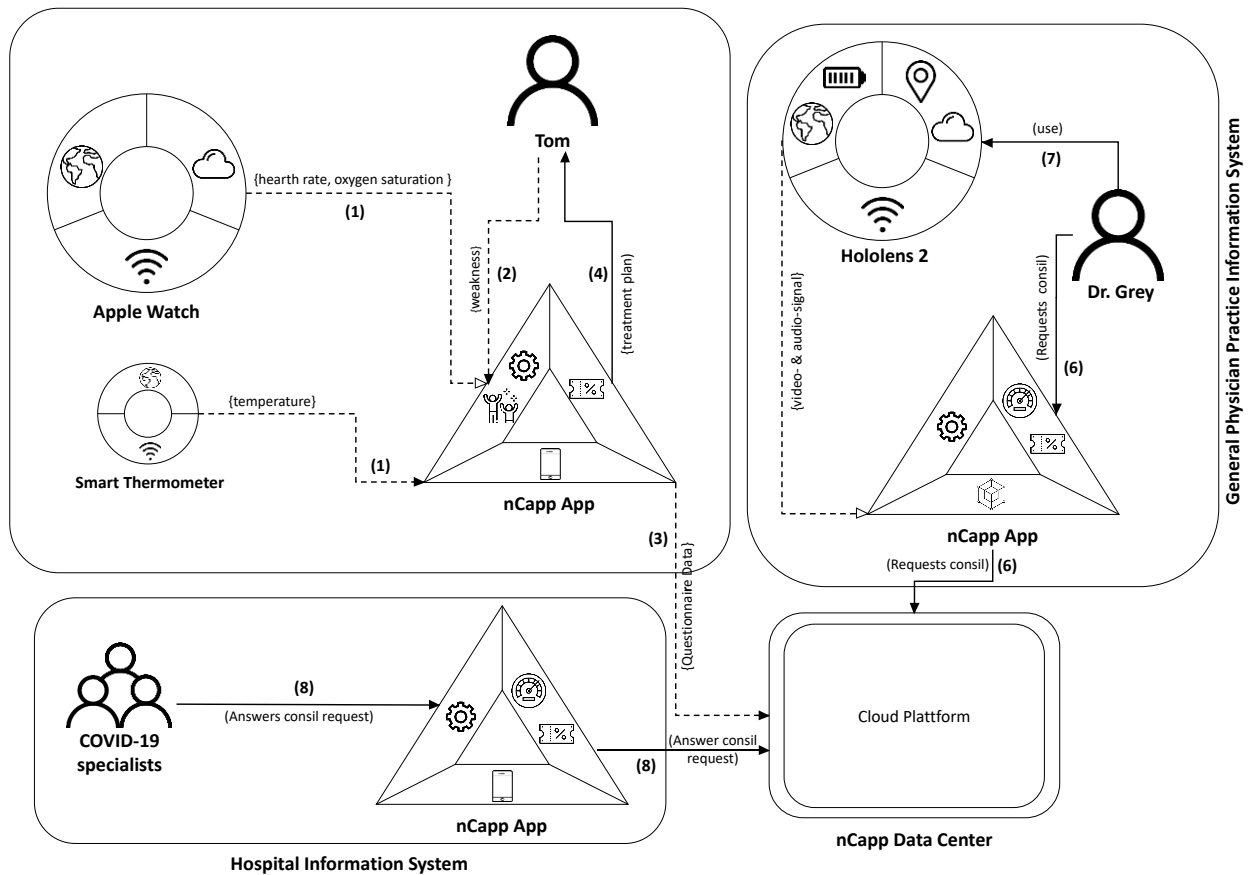 Tom
{hearth rate, oxygen saturation }
(1)
Apple Watch
{weakness}
(2)
(4)
{treatment plan)
{temperature}
(1)
Smart Thermometer
nCapp App
(3)
{Questionnaire Data}
(use)
(7)
Hololens 2
Dr. Grey
{video- & audio-signal}
(Requests  consil)
(6)
nCapp App
(Requests consil)
(6)
General Physician Practice Information System
COVID-19
specialists
(8)
(Answers consil request)
nCapp App
(Answer consil
request)
(8)
Hospital Information System
Cloud Plattform
nCapp Data Center
%
%
%